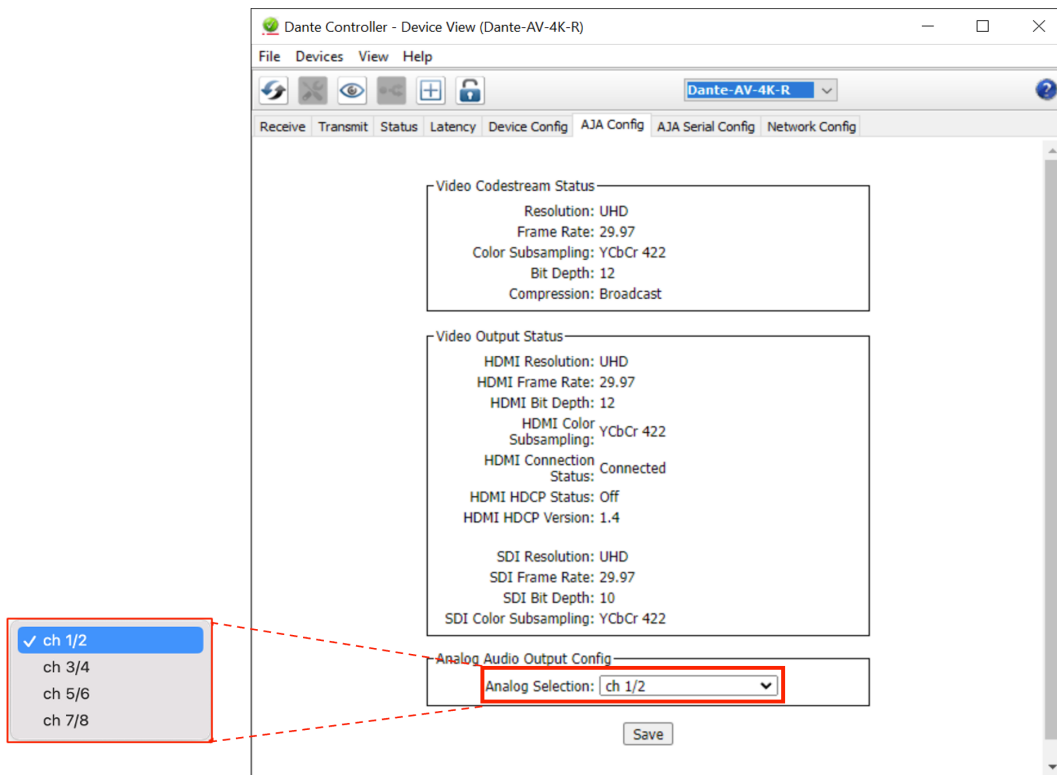 Dante Controller - Device View (Dante-AV-4K-R)
File Devices View Help
Dante-AV-4K-R
?
Receive Transmit Status Latency Device Config AJA Config AJA Serial Config Network Config
Video Codestream Status
Resolution: UHD
Frame Rate: 29.97
Color Subsampling: YCbCr 422
Bit Depth: 12
Compression: Broadcast
Video Output Status
HDMI Resolution: UHD
HDMI Frame Rate: 29.97
HDMI Bit Depth: 12
HDMI Color
Subsampling: YCbCr 422
HDMI Connection
Status: Connected
HDMI HDCP Status: Off
HDMI HDCP Version: 1.4
SDI Resolution: UHD
SDI Frame Rate: 29.97
SDI Bit Depth: 10
SDI Color Subsampling: YCbCr 422
Analog Audio Output Config
Analog Selection: ch 1/2
Save
✓ ch 1/2
ch 3/4
ch 5/6
ch 7/8